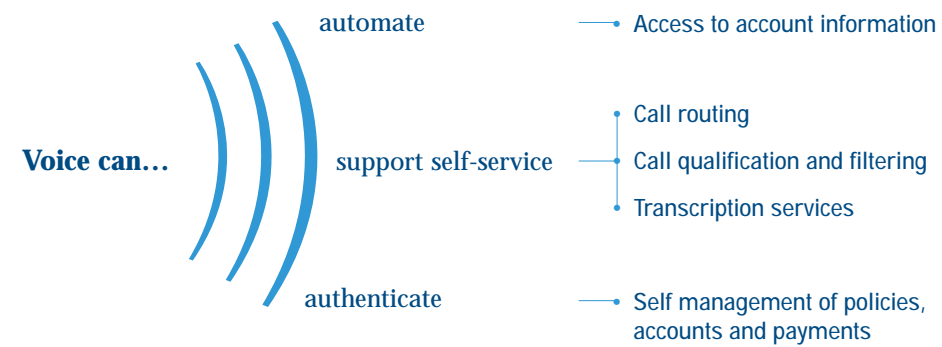 automate
Access to account information
Call routing
Voice can…
support self-service
Call qualification and filtering
Transcription services
authenticate
Self management of policies,
accounts and payments